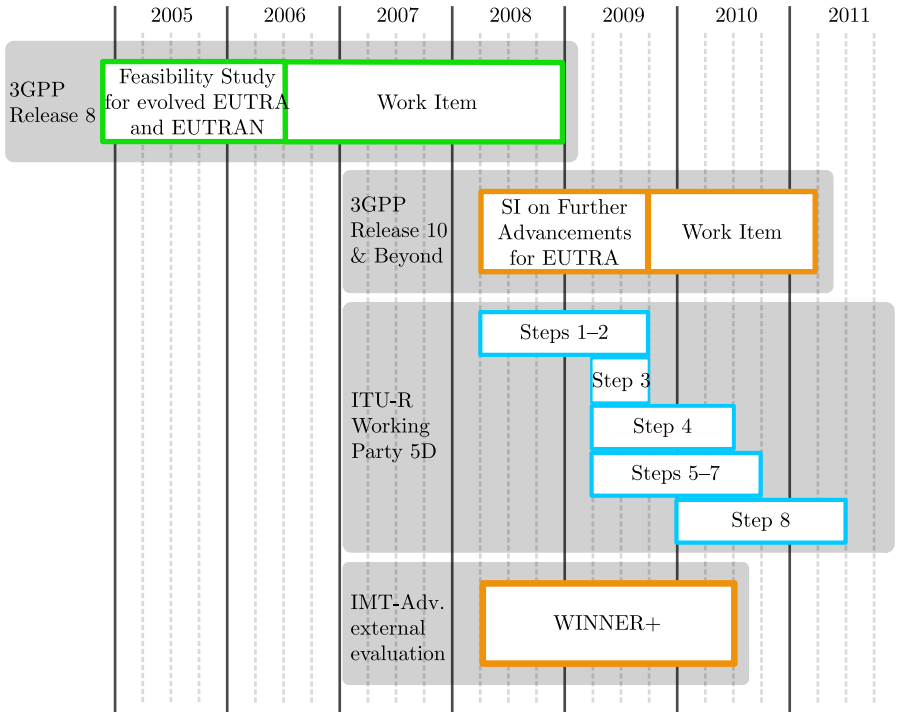 2005 2006 2007 2008 2009 2010 2011
3GPP
Release 8
Feasibility Study
for evolved EUTRA
and EUTRAN
Work Item
3GPP
Release 10
& Beyond
SI on Further
Advancements
for EUTRA
Work Item
ITU-R
Working
Party 5D
Steps 1–2
Step 3
Step 4
Steps 5–7
Step 8
IMT-Adv.
external
evaluation
WINNER+